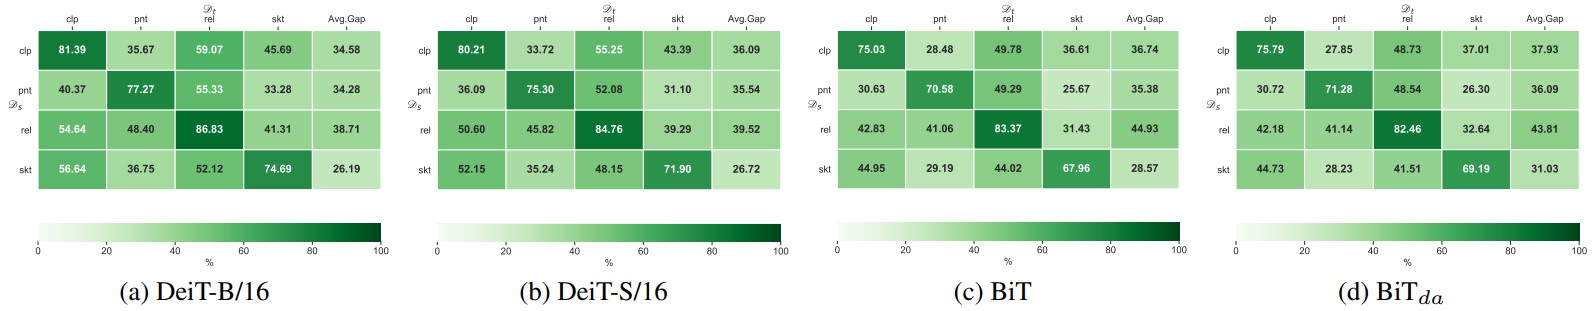 𝒟t
clp pnt rel skt Avg.Gap
clp 81.39 35.67 59.07 45.69 34.58
pnt 40.37 77.27 55.33 33.28 34.28
𝒟s
rel 54.64 48.40 86.83 41.31 38.71
skt 56.64 36.75 52.12 74.69 26.19
0 20 40 60 80 100
%
(a) DeiT-B/16
𝒟t
clp pnt rel skt Avg.Gap
clp 80.21 33.72 55.25 43.39 36.09
pnt 36.09 75.30 52.08 31.10 35.54
𝒟s
rel 50.60 45.82 84.76 39.29 39.52
skt 52.15 35.24 48.15 71.90 26.72
0 20 40 60 80 100
%
(b) DeiT-S/16
𝒟t
clp pnt rel skt Avg.Gap
clp 75.03 28.48 49.78 36.61 36.74
pnt 30.63 70.58 49.29 25.67 35.38
𝒟s
rel 42.83 41.06 83.37 31.43 44.93
skt 44.95 29.19 44.02 67.96 28.57
0 20 40 60 80 100
%
(c) BiT
𝒟t
clp pnt rel skt Avg.Gap
clp 75.79 27.85 48.73 37.01 37.93
pnt 30.72 71.28 48.54 26.30 36.09
𝒟s
rel 42.18 41.14 82.46 32.64 43.81
skt 44.73 28.23 41.51 69.19 31.03
0 20 40 60 80 100
%
(d) BiTda